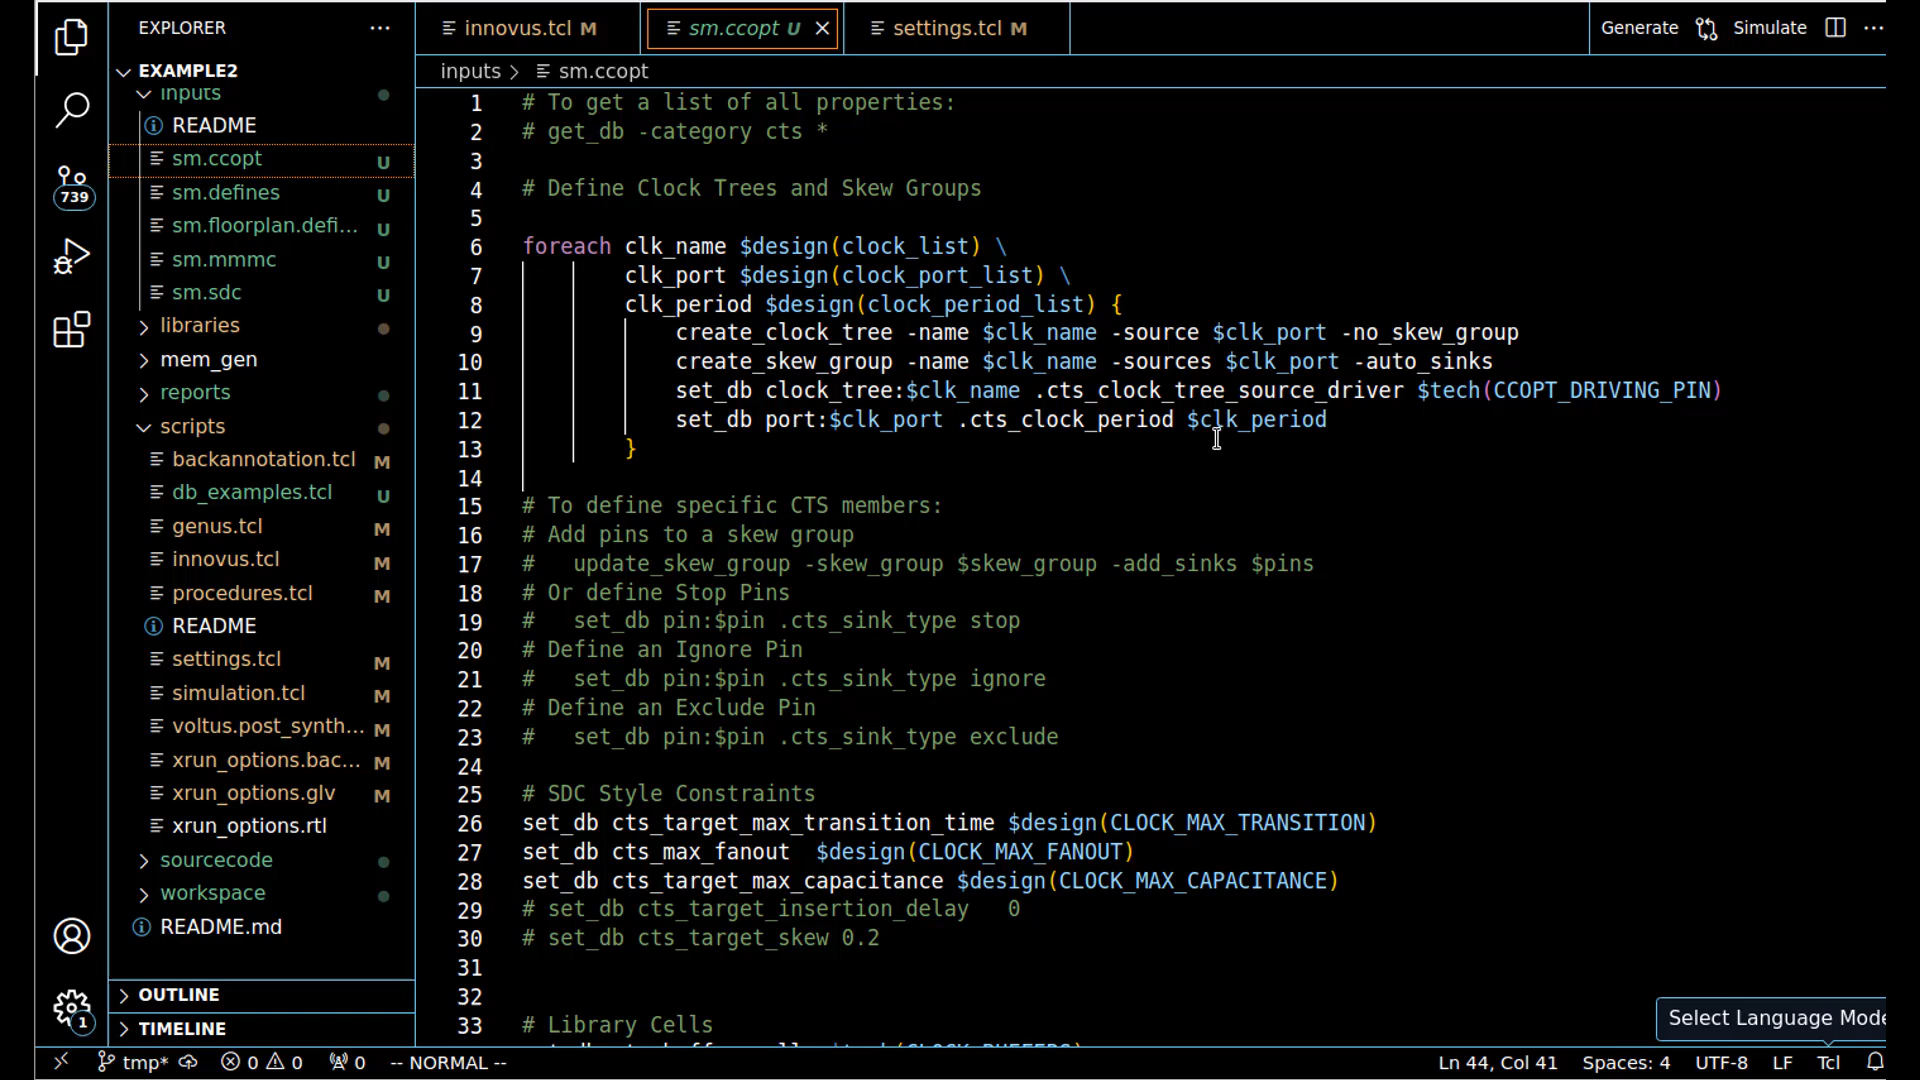 EXPLORER
EXAMPLE2
inputs
README
sm.ccopt U
sm.defines U
sm.floorplan.defi... U
sm.mmmc U
sm.sdc U
libraries
mem_gen
reports
scripts
backannotation.tcl M
db_examples.tcl U
genus.tcl M
innovus.tcl M
procedures.tcl M
README
settings.tcl M
simulation.tcl M
voltus.post_synth... M
xrun_options.bac... M
xrun_options.glv M
xrun_options.rtl
sourcecode
workspace
README.md
OUTLINE
TIMELINE
739
1
innovus.tcl M
sm.ccopt U
settings.tcl M
Generate
Simulate
inputs > sm.ccopt
1 # To get a list of all properties:
2 # get_db -category cts *
3
4 # Define Clock Trees and Skew Groups
5
6 foreach clk_name $design(clock_list) \
7 clk_port $design(clock_port_list) \
8 clk_period $design(clock_period_list) {
9 create_clock_tree -name $clk_name -source $clk_port -no_skew_group
10 create_skew_group -name $clk_name -sources $clk_port -auto_sinks
11 set_db clock_tree:$clk_name .cts_clock_tree_source_driver $tech(CCOPT_DRIVING_PIN)
12 set_db port:$clk_port .cts_clock_period $clk_period
13 }
14
15 # To define specific CTS members:
16 # Add pins to a skew group
17 #   update_skew_group -skew_group $skew_group -add_sinks $pins
18 # Or define Stop Pins
19 #   set_db pin:$pin .cts_sink_type stop
20 # Define an Ignore Pin
21 #   set_db pin:$pin .cts_sink_type ignore
22 # Define an Exclude Pin
23 #   set_db pin:$pin .cts_sink_type exclude
24
25 # SDC Style Constraints
26 set_db cts_target_max_transition_time $design(CLOCK_MAX_TRANSITION)
27 set_db cts_max_fanout  $design(CLOCK_MAX_FANOUT)
28 set_db cts_target_max_capacitance $design(CLOCK_MAX_CAPACITANCE)
29 # set_db cts_target_insertion_delay   0
30 # set_db cts_target_skew 0.2
31
32
33 # Library Cells
Select Language Mode
tmp* 0 0 0 -- NORMAL -- Ln 44, Col 41 Spaces: 4 UTF-8 LF Tcl